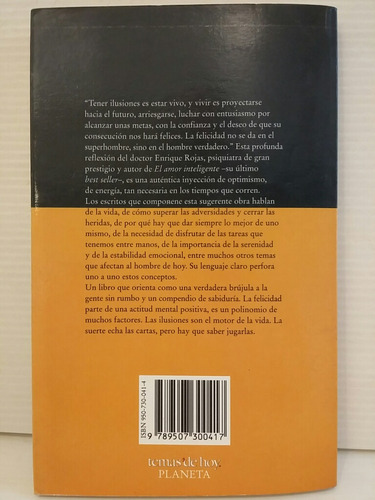 "Tener ilusiones es estar vivo, y vivir es proyectarse
hacia el futuro, arriesgarse, luchar con entusiasmo por
alcanzar unas metas, con la confianza y el deseo de que su
consecución nos hará felices. La felicidad no se da en el
superhombre, sino en el hombre verdadero." Esta profunda
reflexión del doctor Enrique Rojas, psiquiatra de gran
prestigio y autor de El amor inteligente –su último
best seller–, es una auténtica inyección de optimismo,
de energía, tan necesaria en los tiempos que corren.
Los escritos que componene esta sugerente obra hablan
de la vida, de cómo superar las adversidades y cerrar las
heridas, de por qué hay que dar siempre lo mejor de uno
mismo, de la necesidad de disfrutar de las tareas que
tenemos entre manos, de la importancia de la serenidad
y de la estabilidad emocional, entre muchos otros temas
que afectan al hombre de hoy. Su lenguaje claro perfora
uno a uno estos conceptos.
Un libro que orienta como una verdadera brújula a la
gente sin rumbo y un compendio de sabiduría. La felicidad
parte de una actitud mental positiva, es un polinomio de
muchos factores. Las ilusiones son el motor de la vida. La
suerte echa las cartas, pero hay que saber jugarlas.
ISBN 950-730-041-4
9 789507 300417
temas de hoy
PLANETA